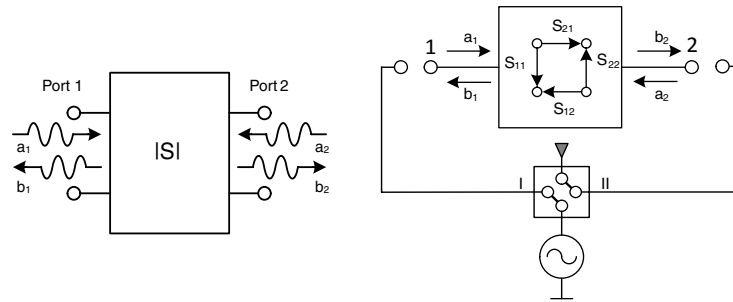 Port 1
Port 2
|S|
a₁
b₁
a₂
b₂
1
a₁
b₁
S₂₁
S₁₁
S₂₂
S₁₂
b₂
2
a₂
I
II